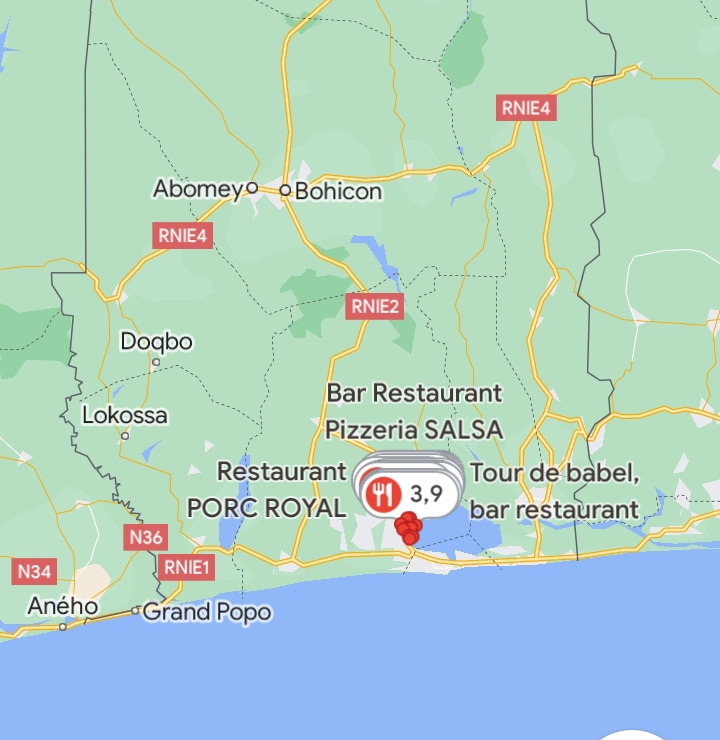 RNIE4
Abomey
Bohicon
RNIE4
RNIE2
Doqbo
Bar Restaurant
Pizzeria SALSA
Lokossa
Restaurant
PORC ROYAL
3,9
Tour de babel,
bar restaurant
N36
RNIE1
N34
Aného
Grand Popo